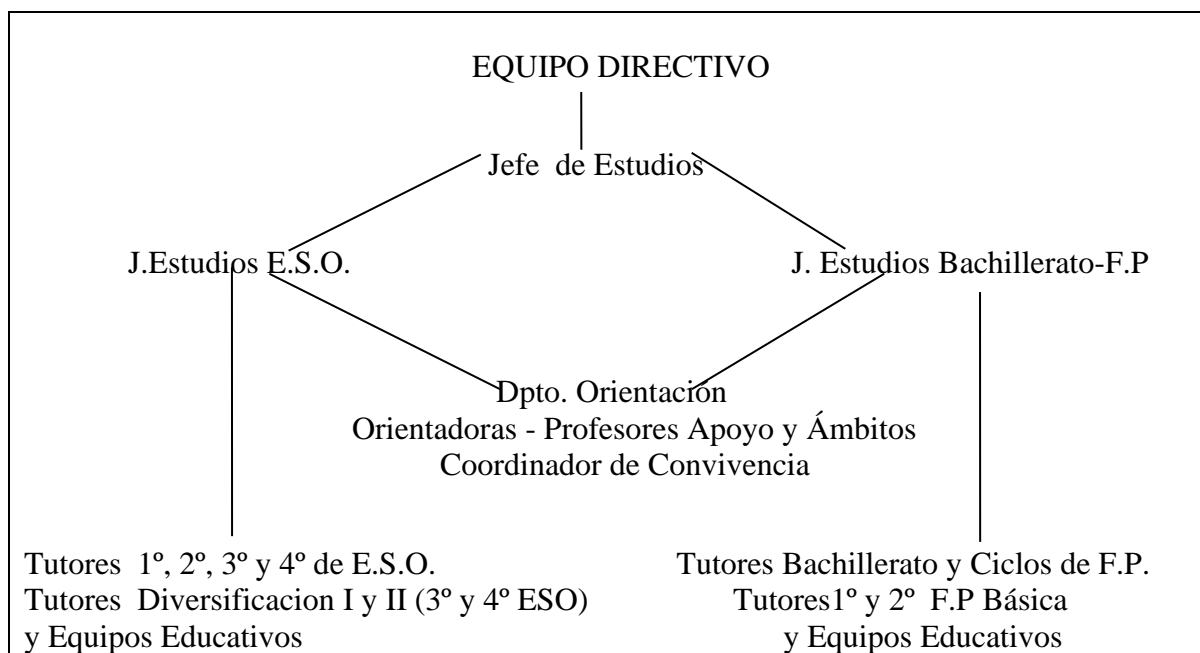 EQUIPO DIRECTIVO
Jefe  de Estudios
J.Estudios E.S.O.
J. Estudios Bachillerato-F.P
Dpto. Orientación
Orientadoras - Profesores Apoyo y Ámbitos
Coordinador de Convivencia
Tutores  1º, 2º, 3º y 4º de E.S.O.
Tutores  Diversificacion I y II (3º y 4º ESO)
y Equipos Educativos
Tutores Bachillerato y Ciclos de F.P.
Tutores1º y 2º  F.P Básica
y Equipos Educativos